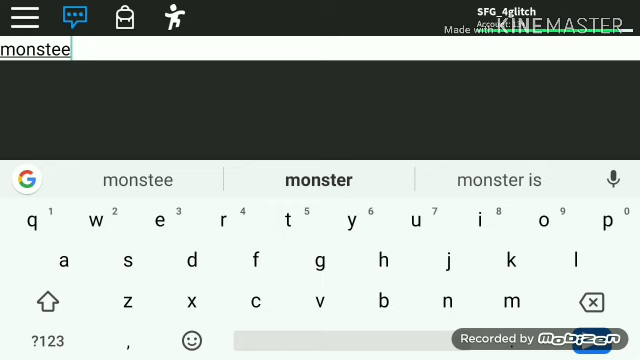 SFG_4glitch
Made with KINEMASTER
monstee
monstee monster monster is
q 1 w 2 e 3 r 4 t 5 y 6 u 7 i 8 o 9 p 0
a s d f g h j k l
z x c v b n m
?123 , .
Recorded by mobizen